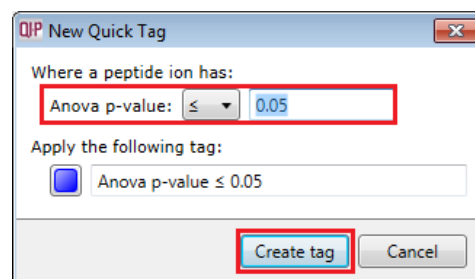 QIP New Quick Tag
Where a peptide ion has:
Anova p-value: ≤ 0.05
Apply the following tag:
Anova p-value ≤ 0.05
Create tag Cancel